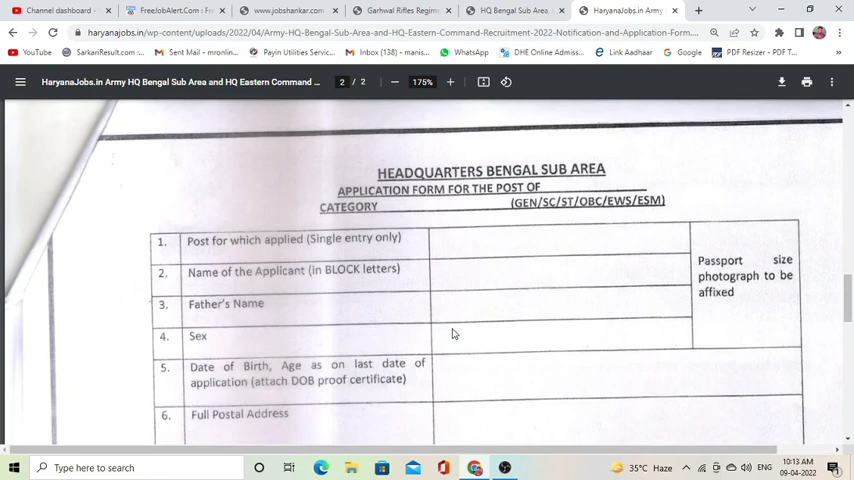 Channel dashboard
FreeJobAlert.Com : F
www.jobshankar.com
Garhwal Rifles Regime
HQ Bengal Sub Area,
HaryanaJobs.in Army
haryanajobs.in/wp-content/uploads/2022/04/Army-HQ-Bengal-Sub-Area-and-HQ-Eastern-Command-Recruitment-2022-Notification-and-Application-Form....
YouTube
SarkariResult.com :...
Sent Mail - mronlin...
Payin Utilities Servic...
Inbox (138) - manis...
WhatsApp
DHE Online Admiss...
Link Aadhaar
Google
PDF Resizer - PDF T...
HaryanaJobs.in Army HQ Bengal Sub Area and HQ Eastern Command ...
2 / 2
175%
HEADQUARTERS BENGAL SUB AREA
APPLICATION FORM FOR THE POST OF
CATEGORY (GEN/SC/ST/OBC/EWS/ESM)
1. Post for which applied (Single entry only)
2. Name of the Applicant (in BLOCK letters)
Passport size
photograph to be
affixed
3. Father's Name
4. Sex
5. Date of Birth, Age as on last date of
application (attach DOB proof certificate)
6. Full Postal Address
Type here to search
35°C Haze
ENG
10:13 AM
09-04-2022